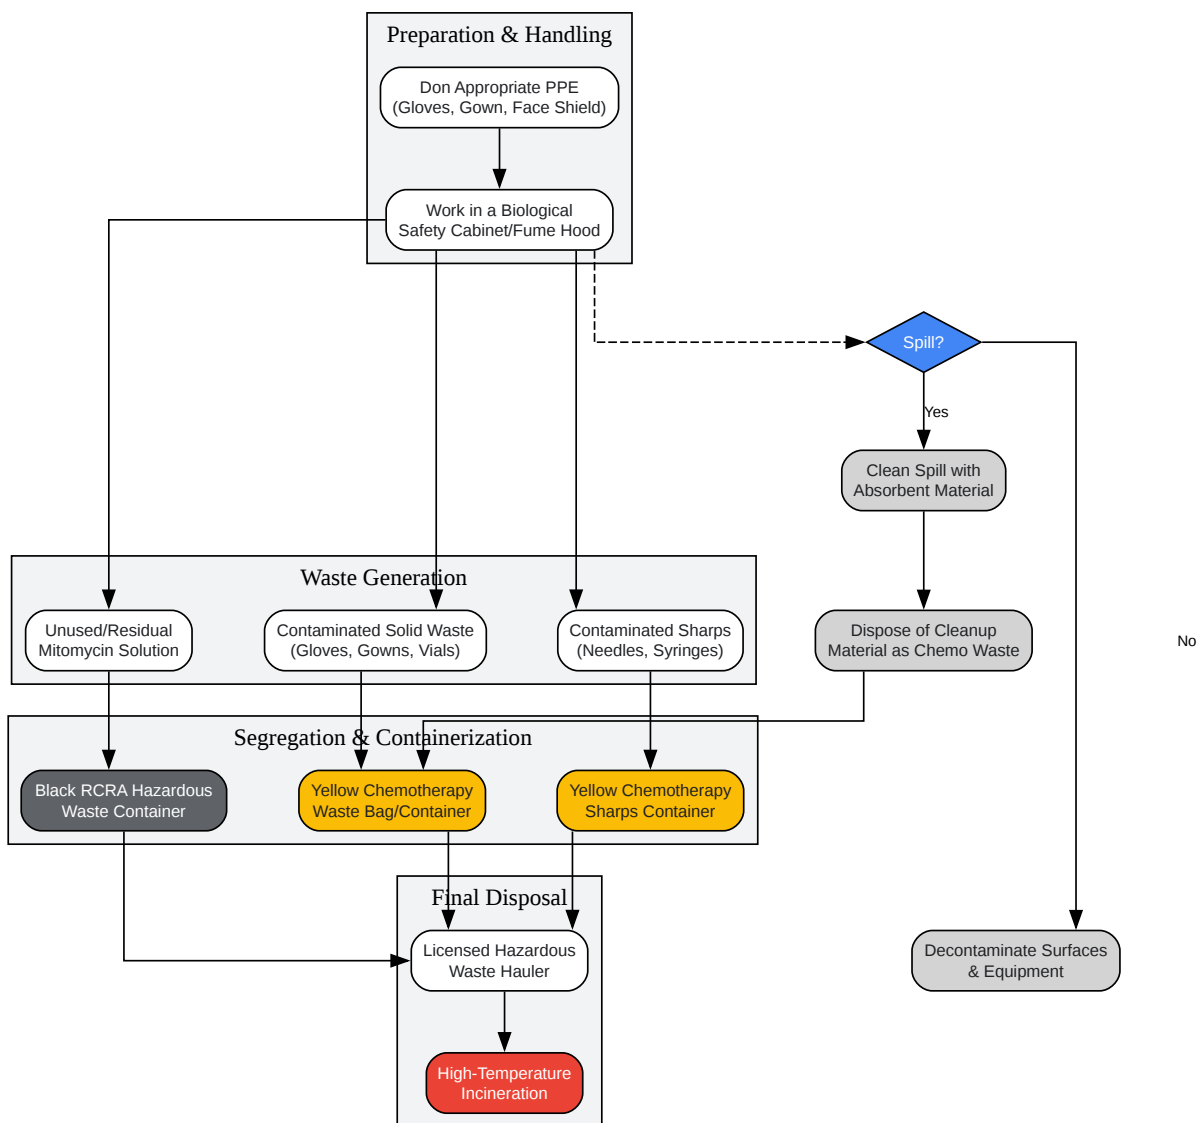 Preparation & Handling
Don Appropriate PPE
(Gloves, Gown, Face Shield)
Work in a Biological
Safety Cabinet/Fume Hood
Spill?
Yes
Clean Spill with
Absorbent Material
Waste Generation
Unused/Residual
Mitomycin Solution
Contaminated Solid Waste
(Gloves, Gowns, Vials)
Contaminated Sharps
(Needles, Syringes)
Dispose of Cleanup
Material as Chemo Waste
No
Segregation & Containerization
Black RCRA Hazardous
Waste Container
Yellow Chemotherapy
Waste Bag/Container
Yellow Chemotherapy
Sharps Container
Final Disposal
Licensed Hazardous
Waste Hauler
Decontaminate Surfaces
& Equipment
High-Temperature
Incineration